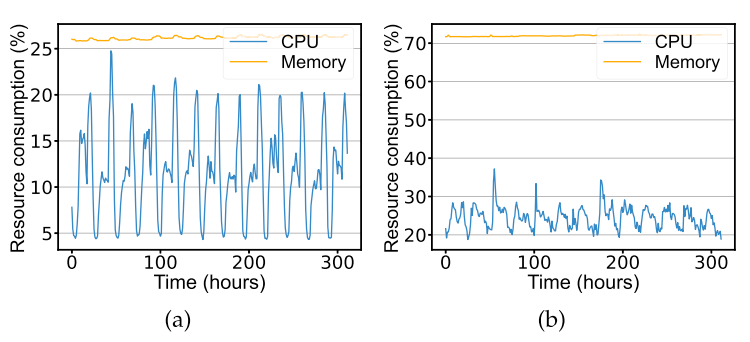 Resource consumption (%)
25
20
15
10
5
0
100
200
300
Time (hours)
CPU
Memory
(a)
Resource consumption (%)
70
60
50
40
30
20
0
100
200
300
Time (hours)
CPU
Memory
(b)